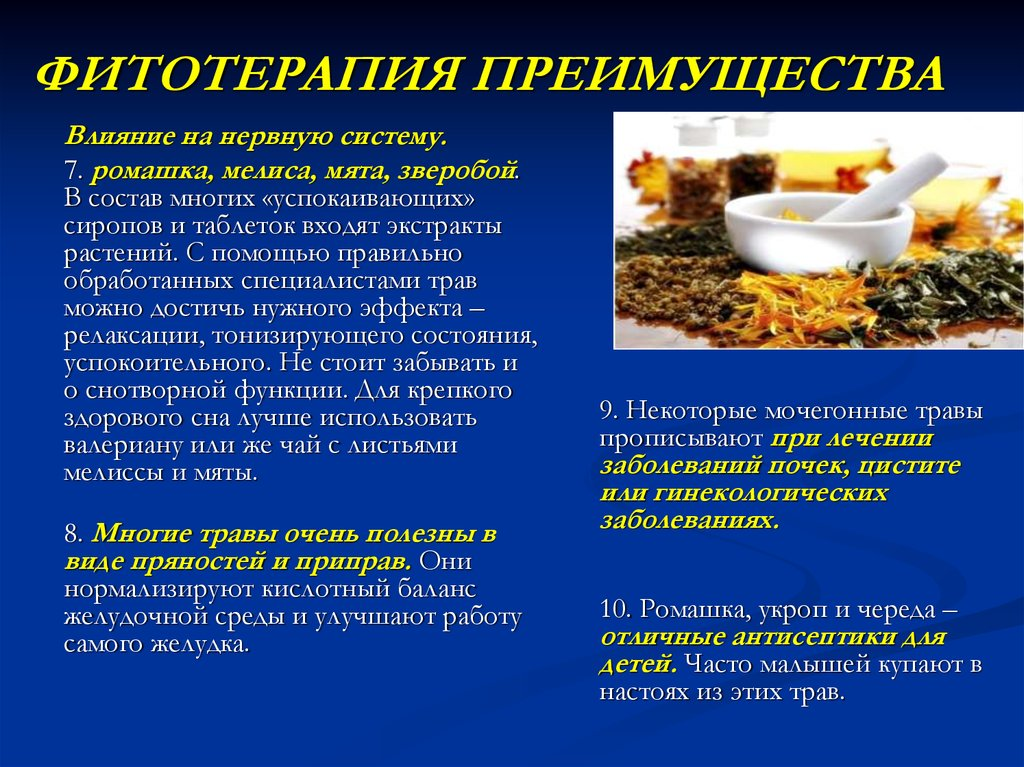 ФИТОТЕРАПИЯ ПРЕИМУЩЕСТВА
Влияние на нервную систему.
7. ромашка, мелиса, мята, зверобой.
В состав многих «успокаивающих»
сиропов и таблеток входят экстракты
растений. С помощью правильно
обработанных специалистами трав
можно достичь нужного эффекта –
релаксации, тонизирующего состояния,
успокоительного. Не стоит забывать и
о снотворной функции. Для крепкого
здорового сна лучше использовать
валериану или же чай с листьями
мелиссы и мяты.
8. Многие травы очень полезны в
виде пряностей и приправ. Они
нормализируют кислотный баланс
желудочной среды и улучшают работу
самого желудка.
9. Некоторые мочегонные травы
прописывают при лечении
заболеваний почек, цистите
или гинекологических
заболеваниях.
10. Ромашка, укроп и череда –
отличные антисептики для
детей. Часто малышей купают в
настоях из этих трав.